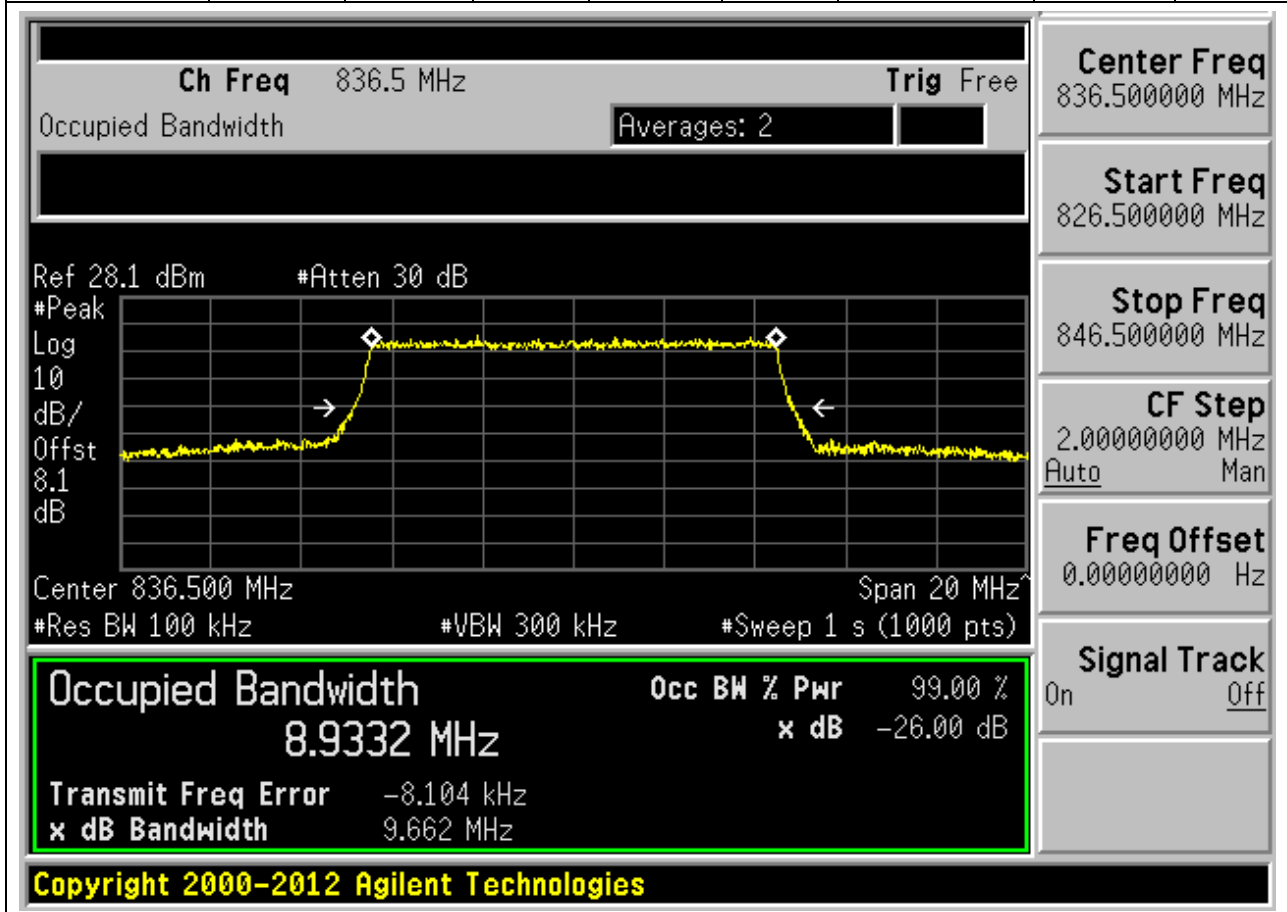 Ch Freq 836.5 MHz Trig Free
Occupied Bandwidth Averages: 2
Ref 28.1 dBm #Atten 30 dB
#Peak
Log
10
dB/
Offst
8.1
dB
Center 836.500 MHz Span 20 MHz^
#Res BW 100 kHz #VBW 300 kHz #Sweep 1 s (1000 pts)
Occupied Bandwidth Occ BW % Pwr 99.00 %
8.9332 MHz x dB -26.00 dB
Transmit Freq Error -8.104 kHz
x dB Bandwidth 9.662 MHz
Copyright 2000-2012 Agilent Technologies
Center Freq
836.500000 MHz
Start Freq
826.500000 MHz
Stop Freq
846.500000 MHz
CF Step
2.00000000 MHz
Auto Man
Freq Offset
0.00000000 Hz
Signal Track
On Off